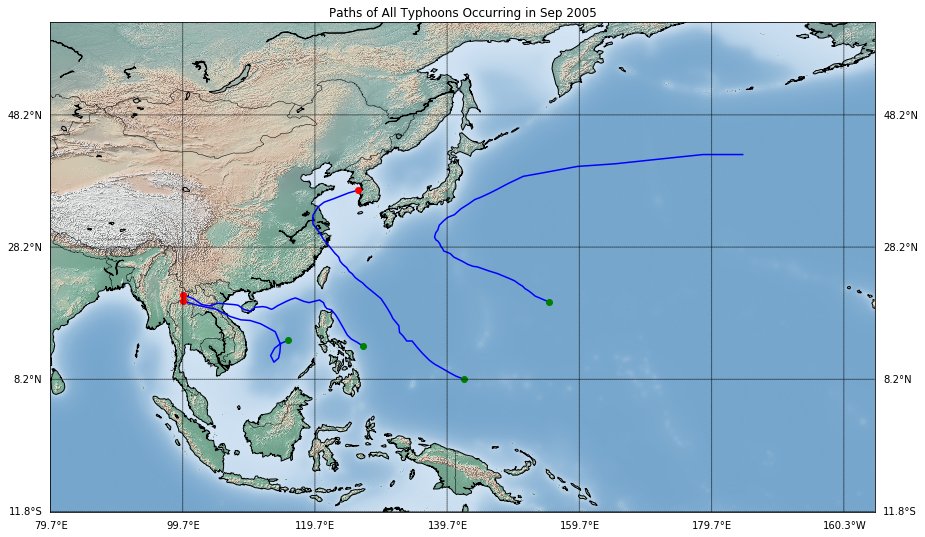 Paths of All Typhoons Occurring in Sep 2005
48.2°N 48.2°N
28.2°N 28.2°N
8.2°N 8.2°N
11.8°S 11.8°S
79.7°E 99.7°E 119.7°E 139.7°E 159.7°E 179.7°E 160.3°W